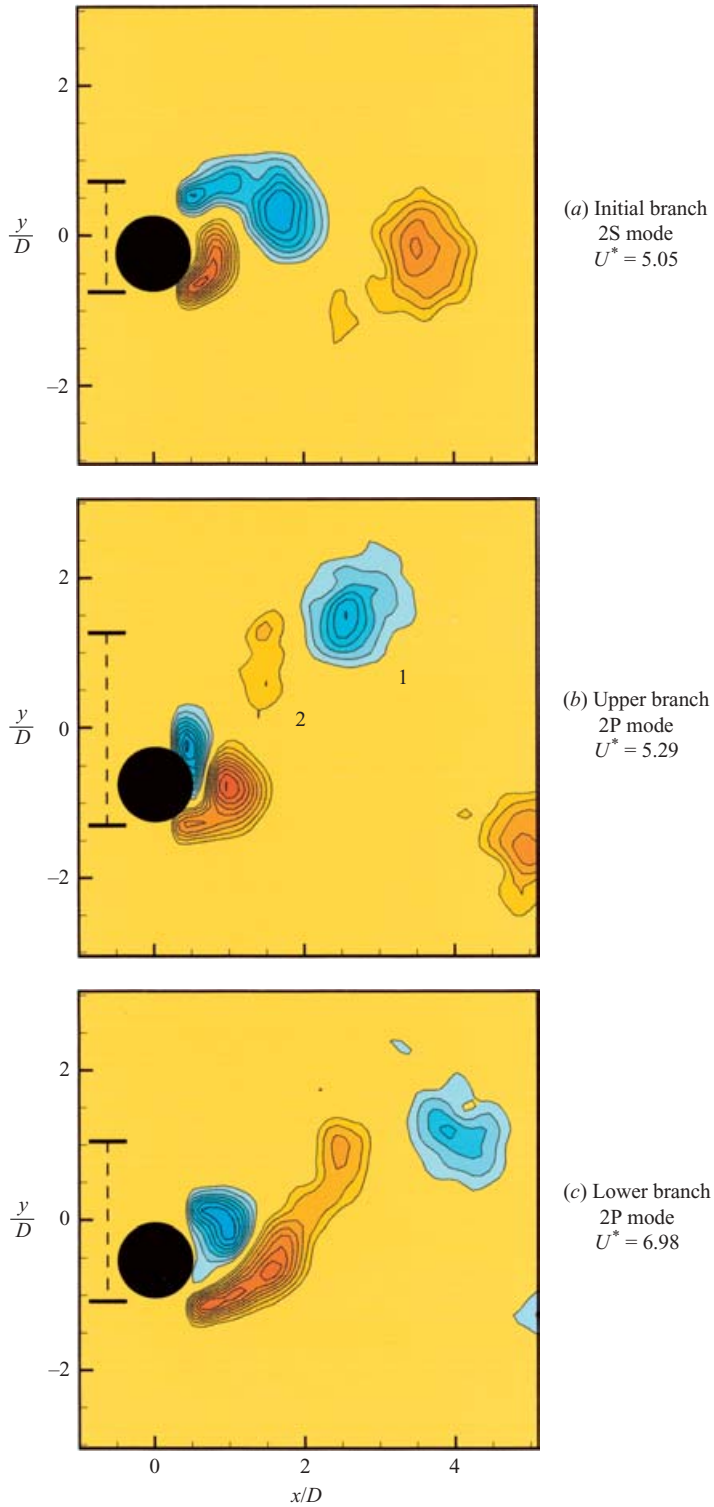 2
0
−2
y
D
(a) Initial branch
2S mode
U* = 5.05
2
0
−2
y
D
1
2
(b) Upper branch
2P mode
U* = 5.29
2
0
−2
y
D
(c) Lower branch
2P mode
U* = 6.98
0 2 4
x/D